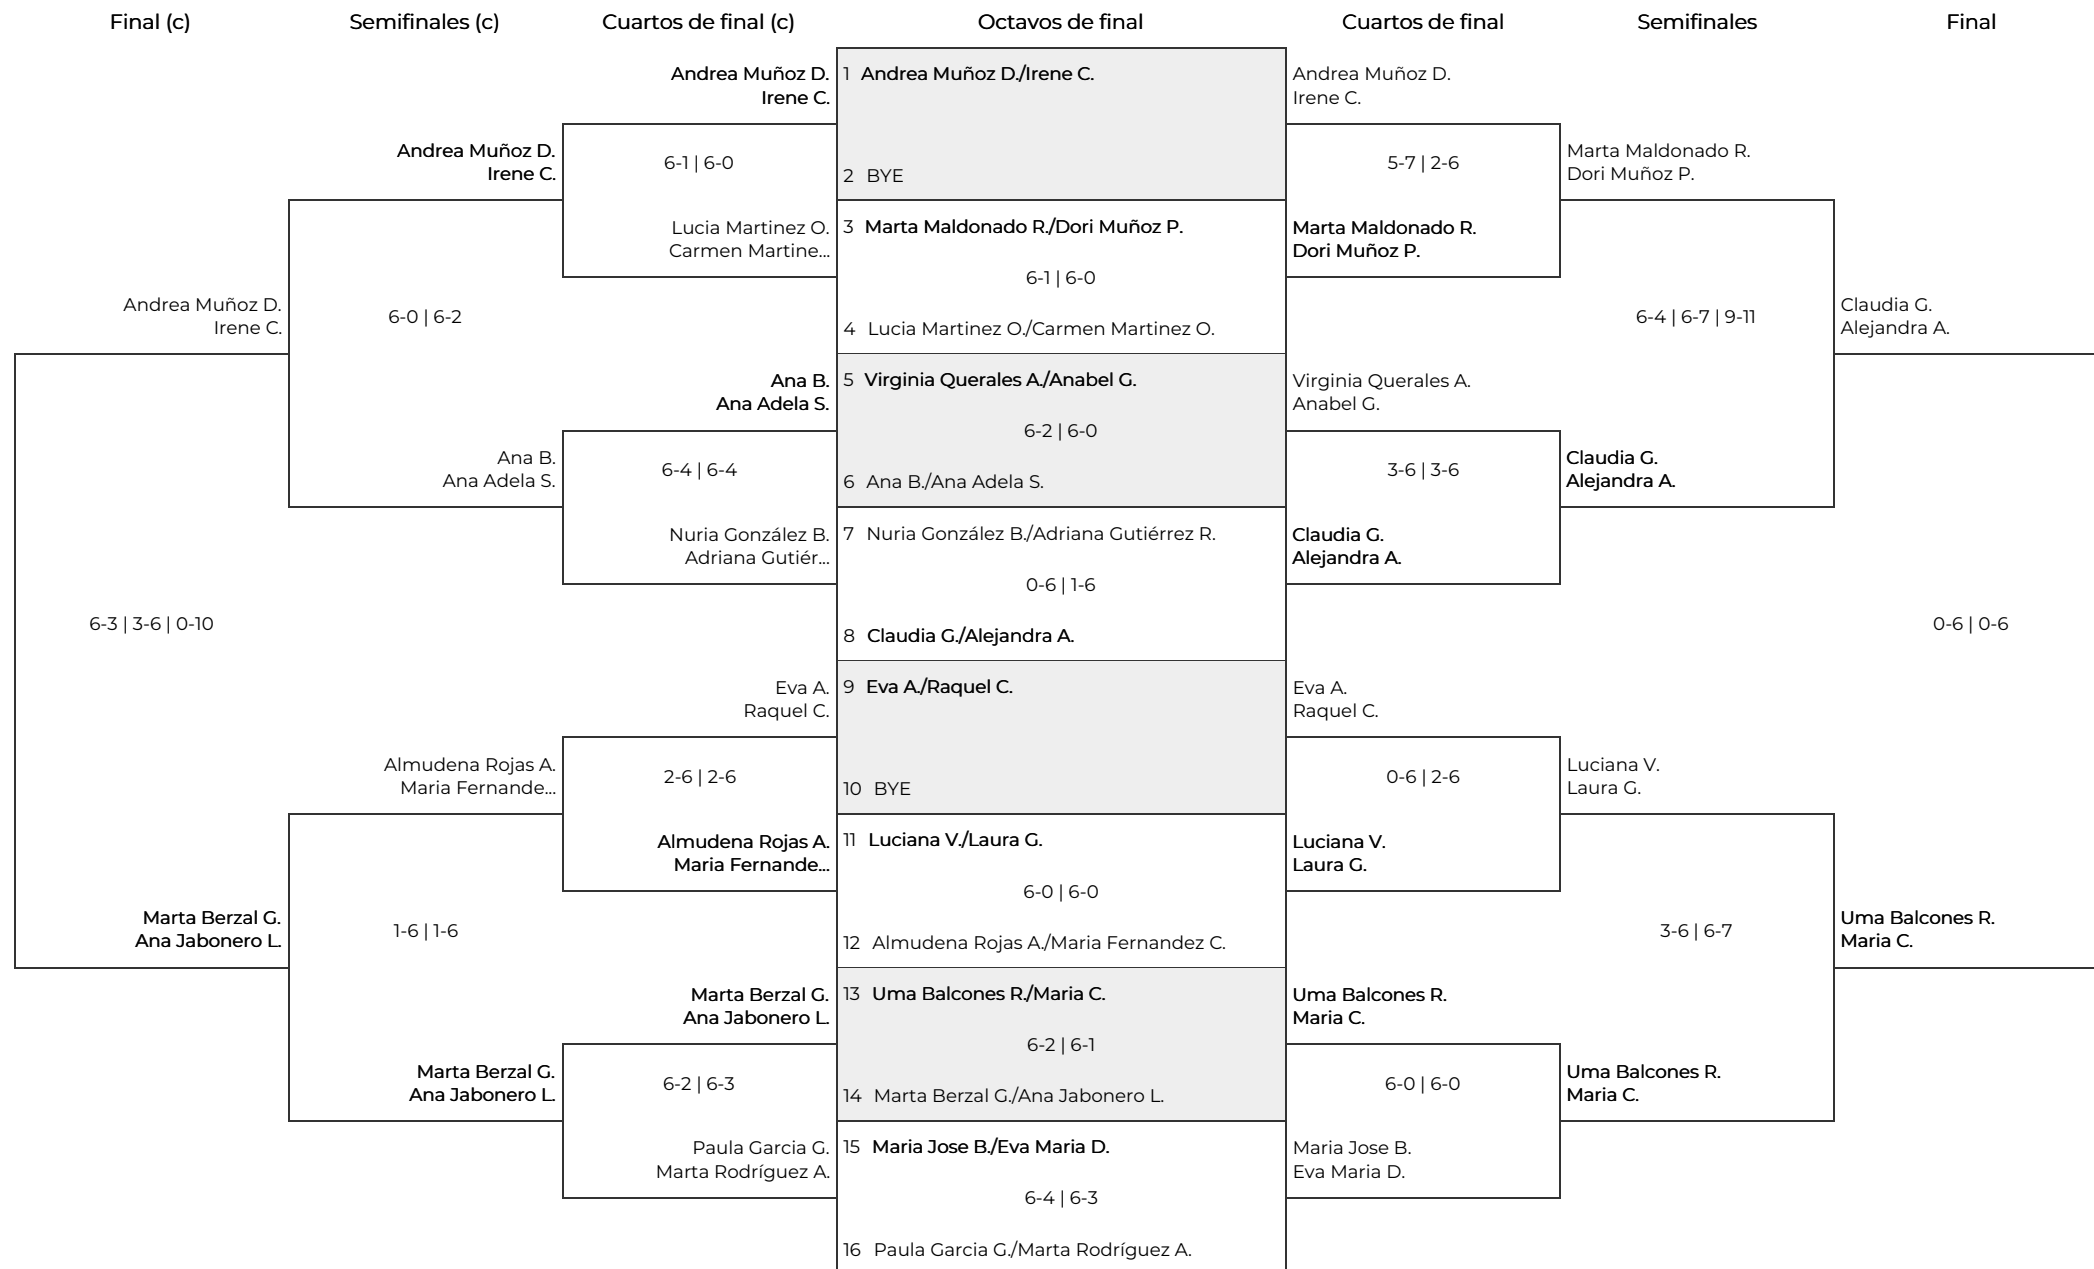 Final (c)
Semifinales (c)
Cuartos de final (c)
Octavos de final
Cuartos de final
Semifinales
Final
Andrea Muñoz D.
Irene C.
6-3 | 3-6 | 0-10
Marta Berzal G.
Ana Jabonero L.
Andrea Muñoz D.
Irene C.
6-0 | 6-2
Ana B.
Ana Adela S.
Almudena Rojas A.
Maria Fernande...
1-6 | 1-6
Marta Berzal G.
Ana Jabonero L.
Andrea Muñoz D.
Irene C.
6-1 | 6-0
Lucia Martinez O.
Carmen Martine...
Ana B.
Ana Adela S.
6-4 | 6-4
Nuria González B.
Adriana Gutiér...
Eva A.
Raquel C.
2-6 | 2-6
Almudena Rojas A.
Maria Fernande...
Marta Berzal G.
Ana Jabonero L.
6-2 | 6-3
Paula Garcia G.
Marta Rodríguez A.
1 Andrea Muñoz D./Irene C.
2 BYE
3 Marta Maldonado R./Dori Muñoz P.
6-1 | 6-0
4 Lucia Martinez O./Carmen Martinez O.
5 Virginia Querales A./Anabel G.
6-2 | 6-0
6 Ana B./Ana Adela S.
7 Nuria González B./Adriana Gutiérrez R.
0-6 | 1-6
8 Claudia G./Alejandra A.
9 Eva A./Raquel C.
10 BYE
11 Luciana V./Laura G.
6-0 | 6-0
12 Almudena Rojas A./Maria Fernandez C.
13 Uma Balcones R./Maria C.
6-2 | 6-1
14 Marta Berzal G./Ana Jabonero L.
15 Maria Jose B./Eva Maria D.
6-4 | 6-3
16 Paula Garcia G./Marta Rodríguez A.
Andrea Muñoz D.
Irene C.
5-7 | 2-6
Marta Maldonado R.
Dori Muñoz P.
Virginia Querales A.
Anabel G.
3-6 | 3-6
Claudia G.
Alejandra A.
Eva A.
Raquel C.
0-6 | 2-6
Luciana V.
Laura G.
Uma Balcones R.
Maria C.
6-0 | 6-0
Maria Jose B.
Eva Maria D.
Marta Maldonado R.
Dori Muñoz P.
6-4 | 6-7 | 9-11
Claudia G.
Alejandra A.
Luciana V.
Laura G.
3-6 | 6-7
Uma Balcones R.
Maria C.
Claudia G.
Alejandra A.
0-6 | 0-6
Uma Balcones R.
Maria C.